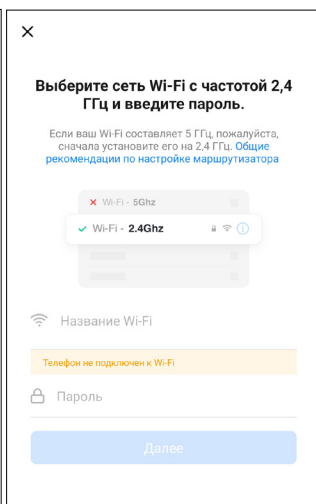 Выберите сеть Wi-Fi с частотой 2,4
ГГц и введите пароль.
Если ваш Wi-Fi составляет 5 ГГц, пожалуйста,
сначала установите его на 2,4 ГГц. Общие
рекомендации по настройке маршрутизатора
Wi-Fi - 5Ghz
Wi-Fi - 2.4Ghz
Название Wi-Fi
Телефон не подключен к Wi-Fi
Пароль
Далее